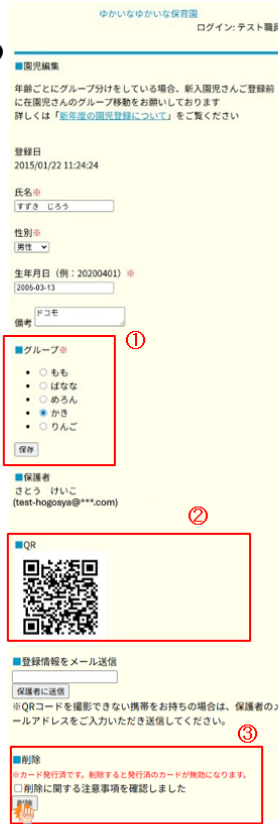 ゆかいなゆかいな保育園
ログイン: テスト職員
■園児編集
年齢ごとにグループ分けをしている場合、新入園児さんご登録前
に在園児さんのグループ移動をお願いしております
詳しくは「新年度の園児登録について」をご覧ください
登録日
2015/01/22 11:24:24
氏名※
すずき じろう
性別※
男性
生年月日（例：20200401）※
2005-03-13
備考 ドコモ
①
■グループ※
もも
ばなな
めろん
かき
りんご
保存
■保護者
さとう けいこ
(test-hogosya@***.com)
②
■QR
■登録情報をメール送信
保護者に送信
※QRコードを撮影できない携帯をお持ちの場合は、保護者のメ
ールアドレスをご入力いただき送信してください。
③
■削除
※カード発行済です。削除すると発行済のカードが無効になります。
削除に関する注意事項を確認しました
削除